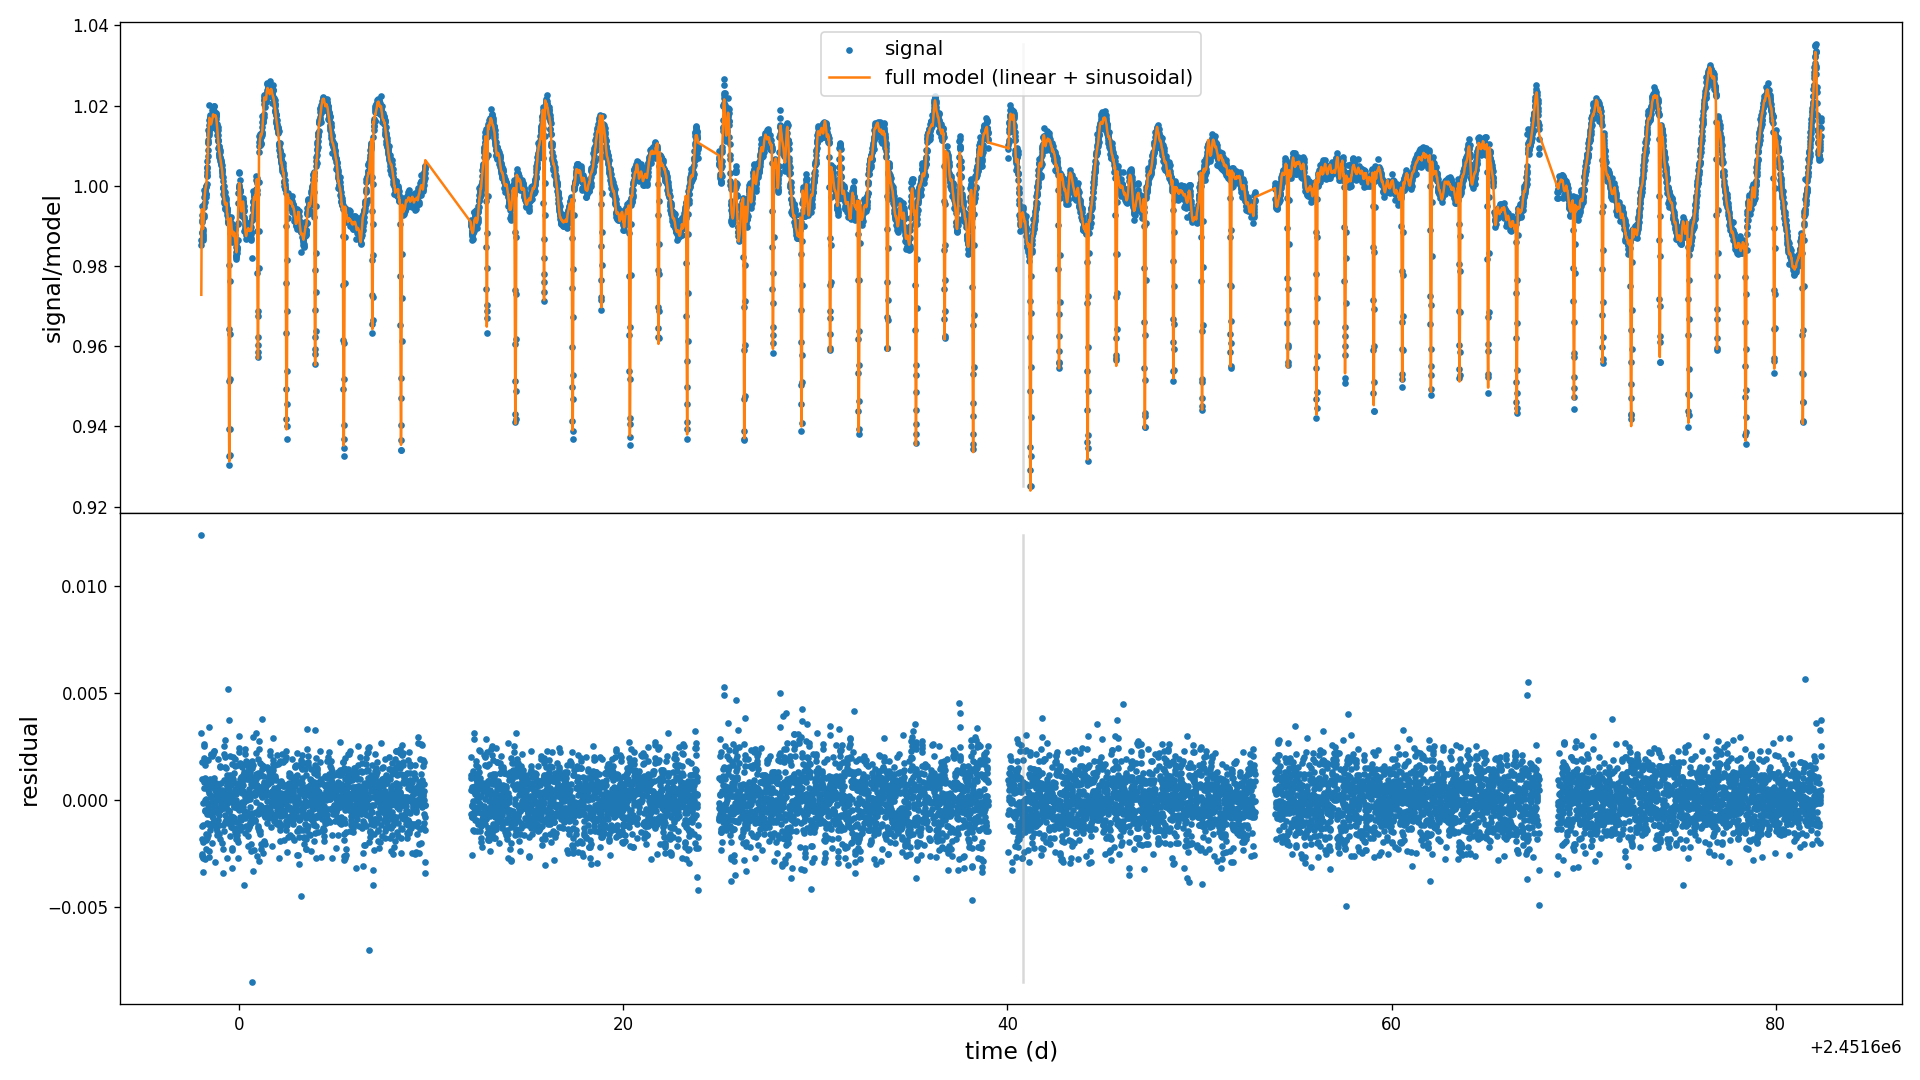 1.04
1.02
1.00
0.98
0.96
0.94
0.92
signal/model
signal
full model (linear + sinusoidal)
0.010
0.005
0.000
−0.005
residual
0
20
40
60
80
time (d)
+2.4516e6